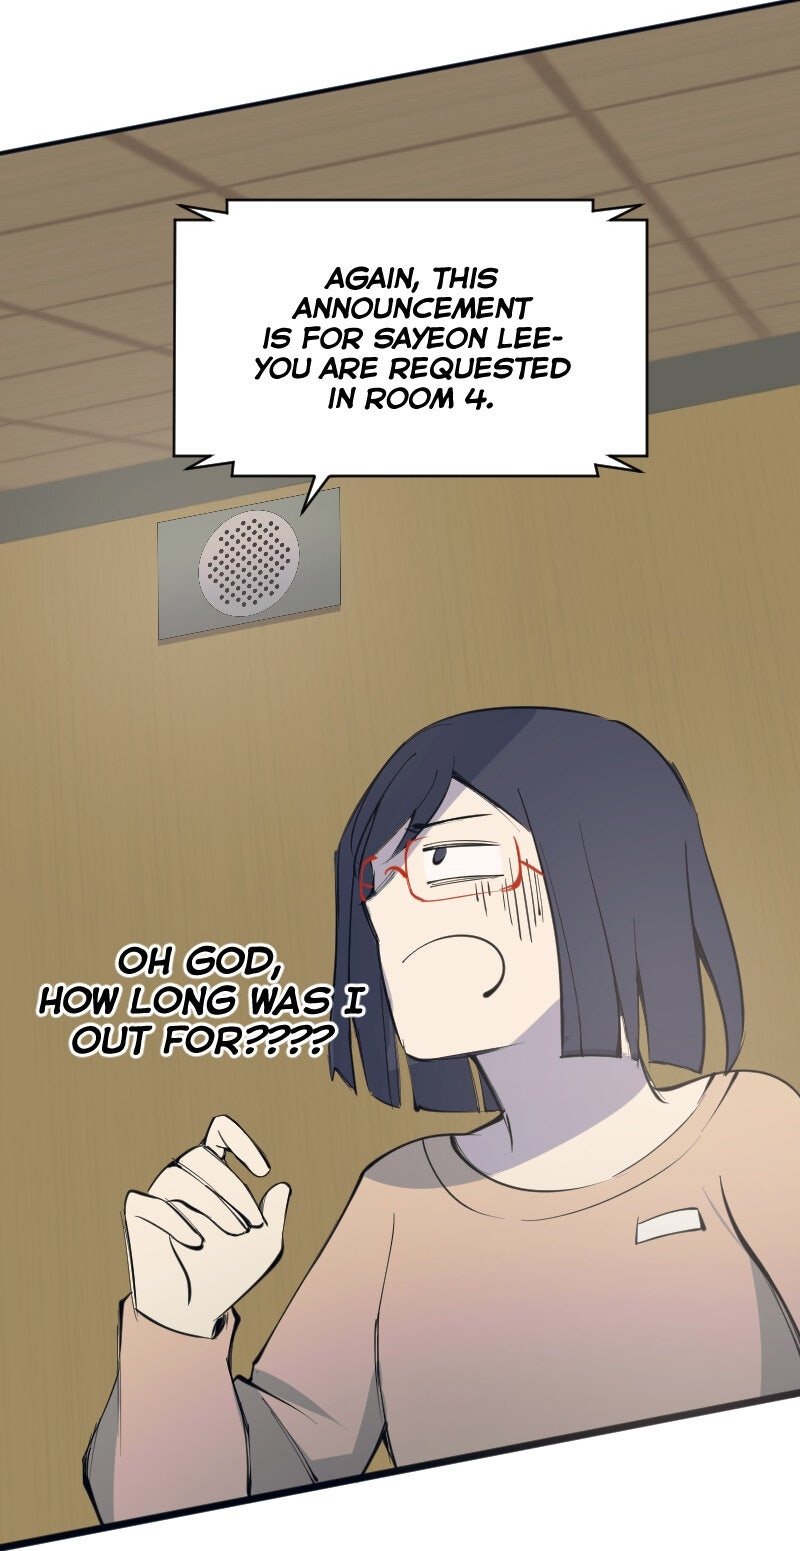 AGAIN, THIS
ANNOUNCEMENT
IS FOR SAYEON LEE-
YOU ARE REQUESTED
IN ROOM 4.
OH GOD,
HOW LONG WAS I
OUT FOR????